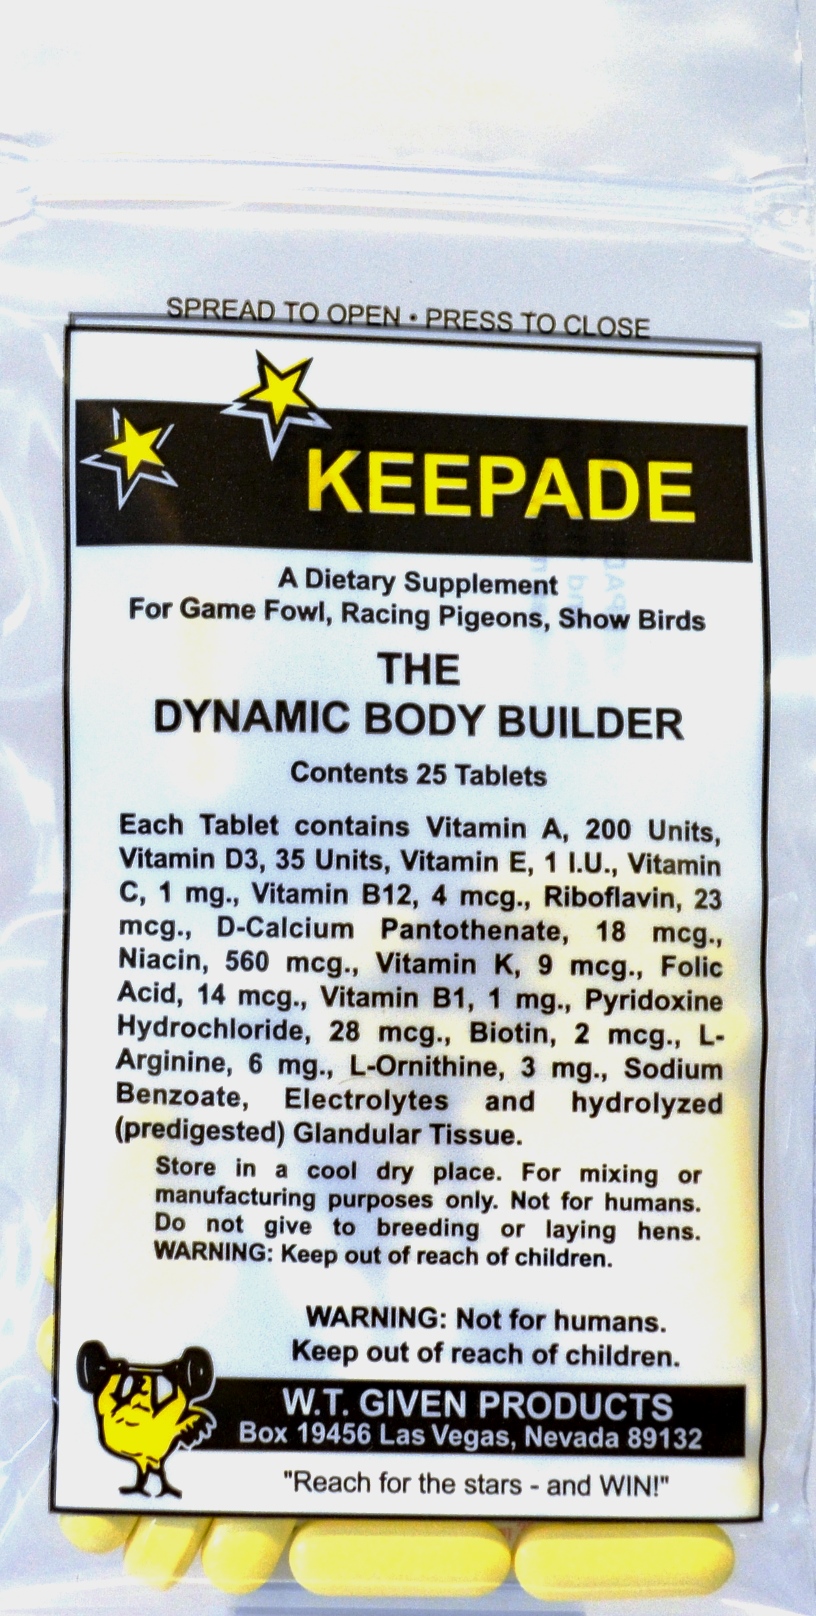 SPREAD TO OPEN • PRESS TO CLOSE
KEEPADE
A Dietary Supplement
For Game Fowl, Racing Pigeons, Show Birds
THE
DYNAMIC BODY BUILDER
Contents 25 Tablets
Each Tablet contains Vitamin A, 200 Units,
Vitamin D3, 35 Units, Vitamin E, 1 I.U., Vitamin
C, 1 mg., Vitamin B12, 4 mcg., Riboflavin, 23
mcg., D-Calcium Pantothenate, 18 mcg.,
Niacin, 560 mcg., Vitamin K, 9 mcg., Folic
Acid, 14 mcg., Vitamin B1, 1 mg., Pyridoxine
Hydrochloride, 28 mcg., Biotin, 2 mcg., L-
Arginine, 6 mg., L-Ornithine, 3 mg., Sodium
Benzoate, Electrolytes and hydrolyzed
(predigested) Glandular Tissue.
Store in a cool dry place. For mixing or
manufacturing purposes only. Not for humans.
Do not give to breeding or laying hens.
WARNING: Keep out of reach of children.
WARNING: Not for humans.
Keep out of reach of children.
W.T. GIVEN PRODUCTS
Box 19456 Las Vegas, Nevada 89132
"Reach for the stars - and WIN!"